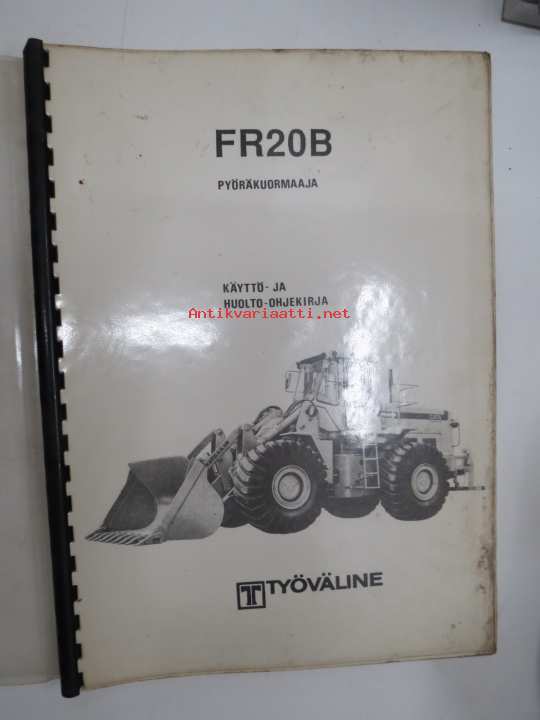 FR20B
PYÖRÄKUORMAAJA
KÄYTTÖ- JA
HUOLTO-OHJEKIRJA
Antikvariaatti.net
TYÖVÄLINE